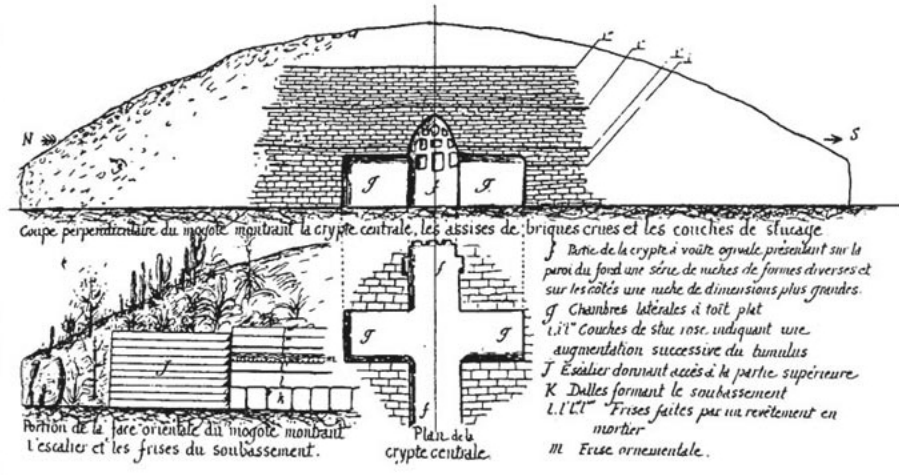 N
S
i'''
i''
i'
i
g
f
g
Coupe perpendiculaire du mogote montrant la crypte centrale, les assises de briques crues et les couches de stucage
f
g
g
f
J
m
l
k
Portion de la face orientale du mogote montrant
l'escalier et les frises du soubassement.
Plan de la
crypte centrale.
f Partie de la crypte à voûte ogivale présentant sur la
paroi du fond une série de niches de formes diverses et
sur les côtés une niche de dimensions plus grandes.
g Chambres latérales à toit plat
i.i'i''' Couches de stuc rose indiquant une
augmentation successive du tumulus
J Escalier donnant accès à la partie supérieure
K Dalles formant le soubassement
l.l'l''l''' Frises faites par un revêtement en
mortier
m Frise ornementale.